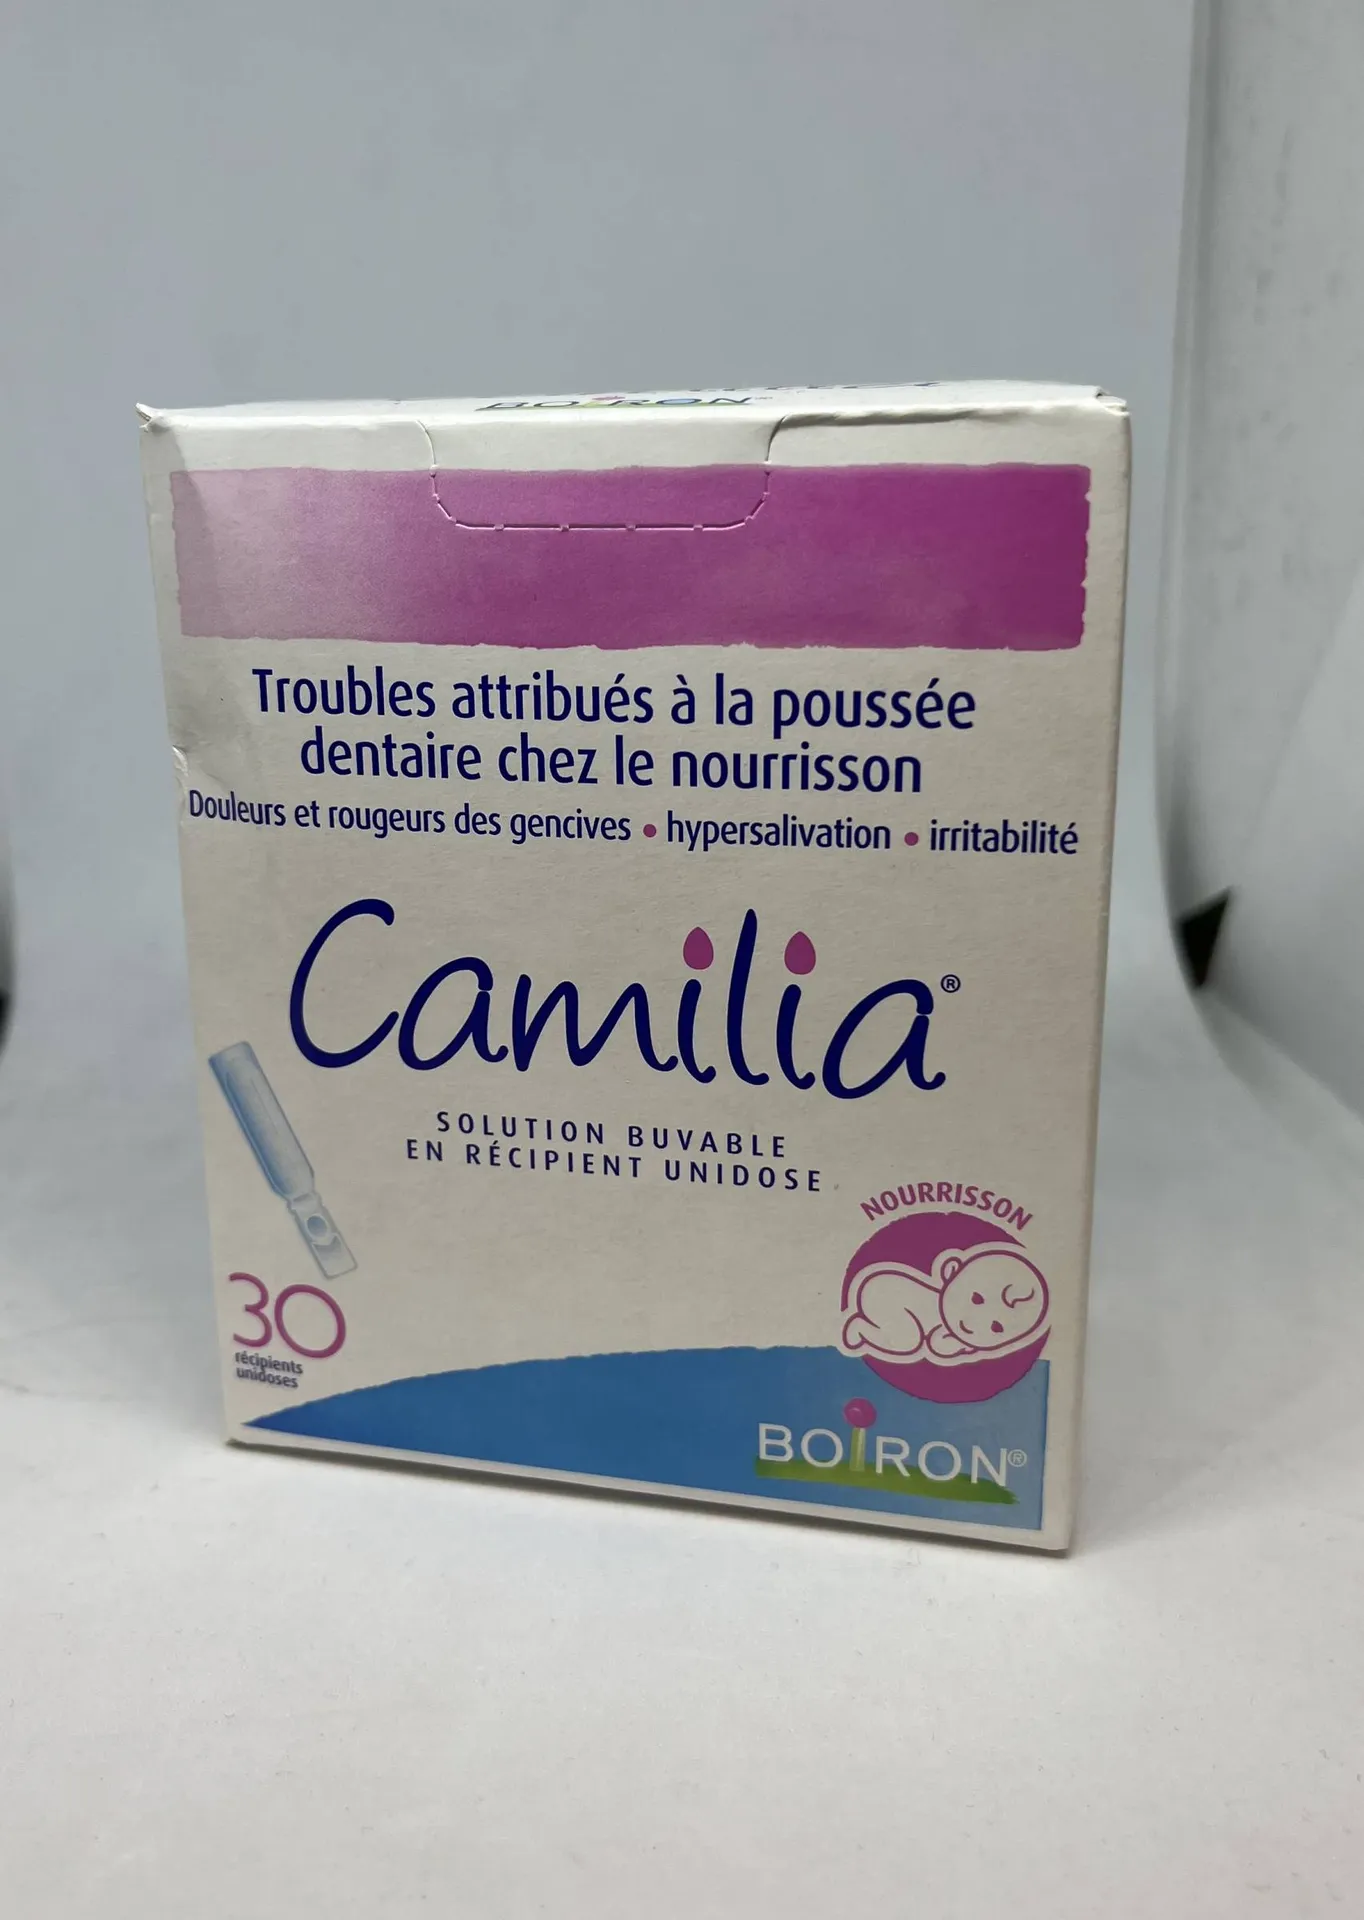 BOIRON®
Troubles attribués à la poussée
dentaire chez le nourrisson
Douleurs et rougeurs des gencives • hypersalivation • irritabilité
Camilia®
SOLUTION BUVABLE
EN RÉCIPIENT UNIDOSE
NOURRISSON
30
récipients
unidoses
BOIRON®